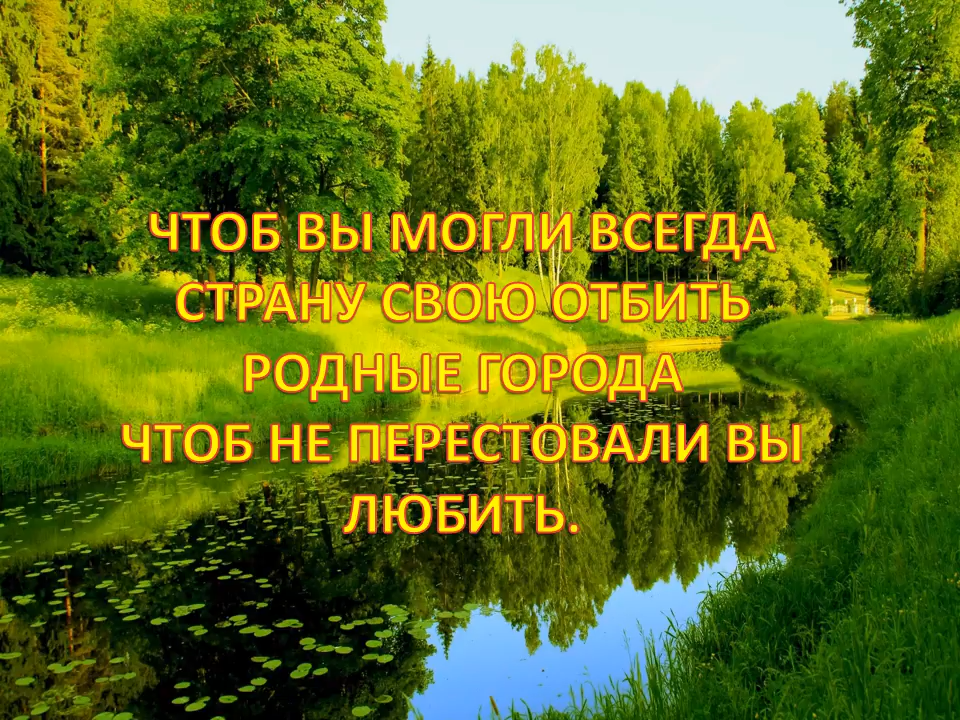 ЧТОБ ВЫ МОГЛИ ВСЕГДА
СТРАНУ СВОЮ ОТБИТЬ
РОДНЫЕ ГОРОДА
ЧТОБ НЕ ПЕРЕСТОВАЛИ ВЫ
ЛЮБИТЬ.